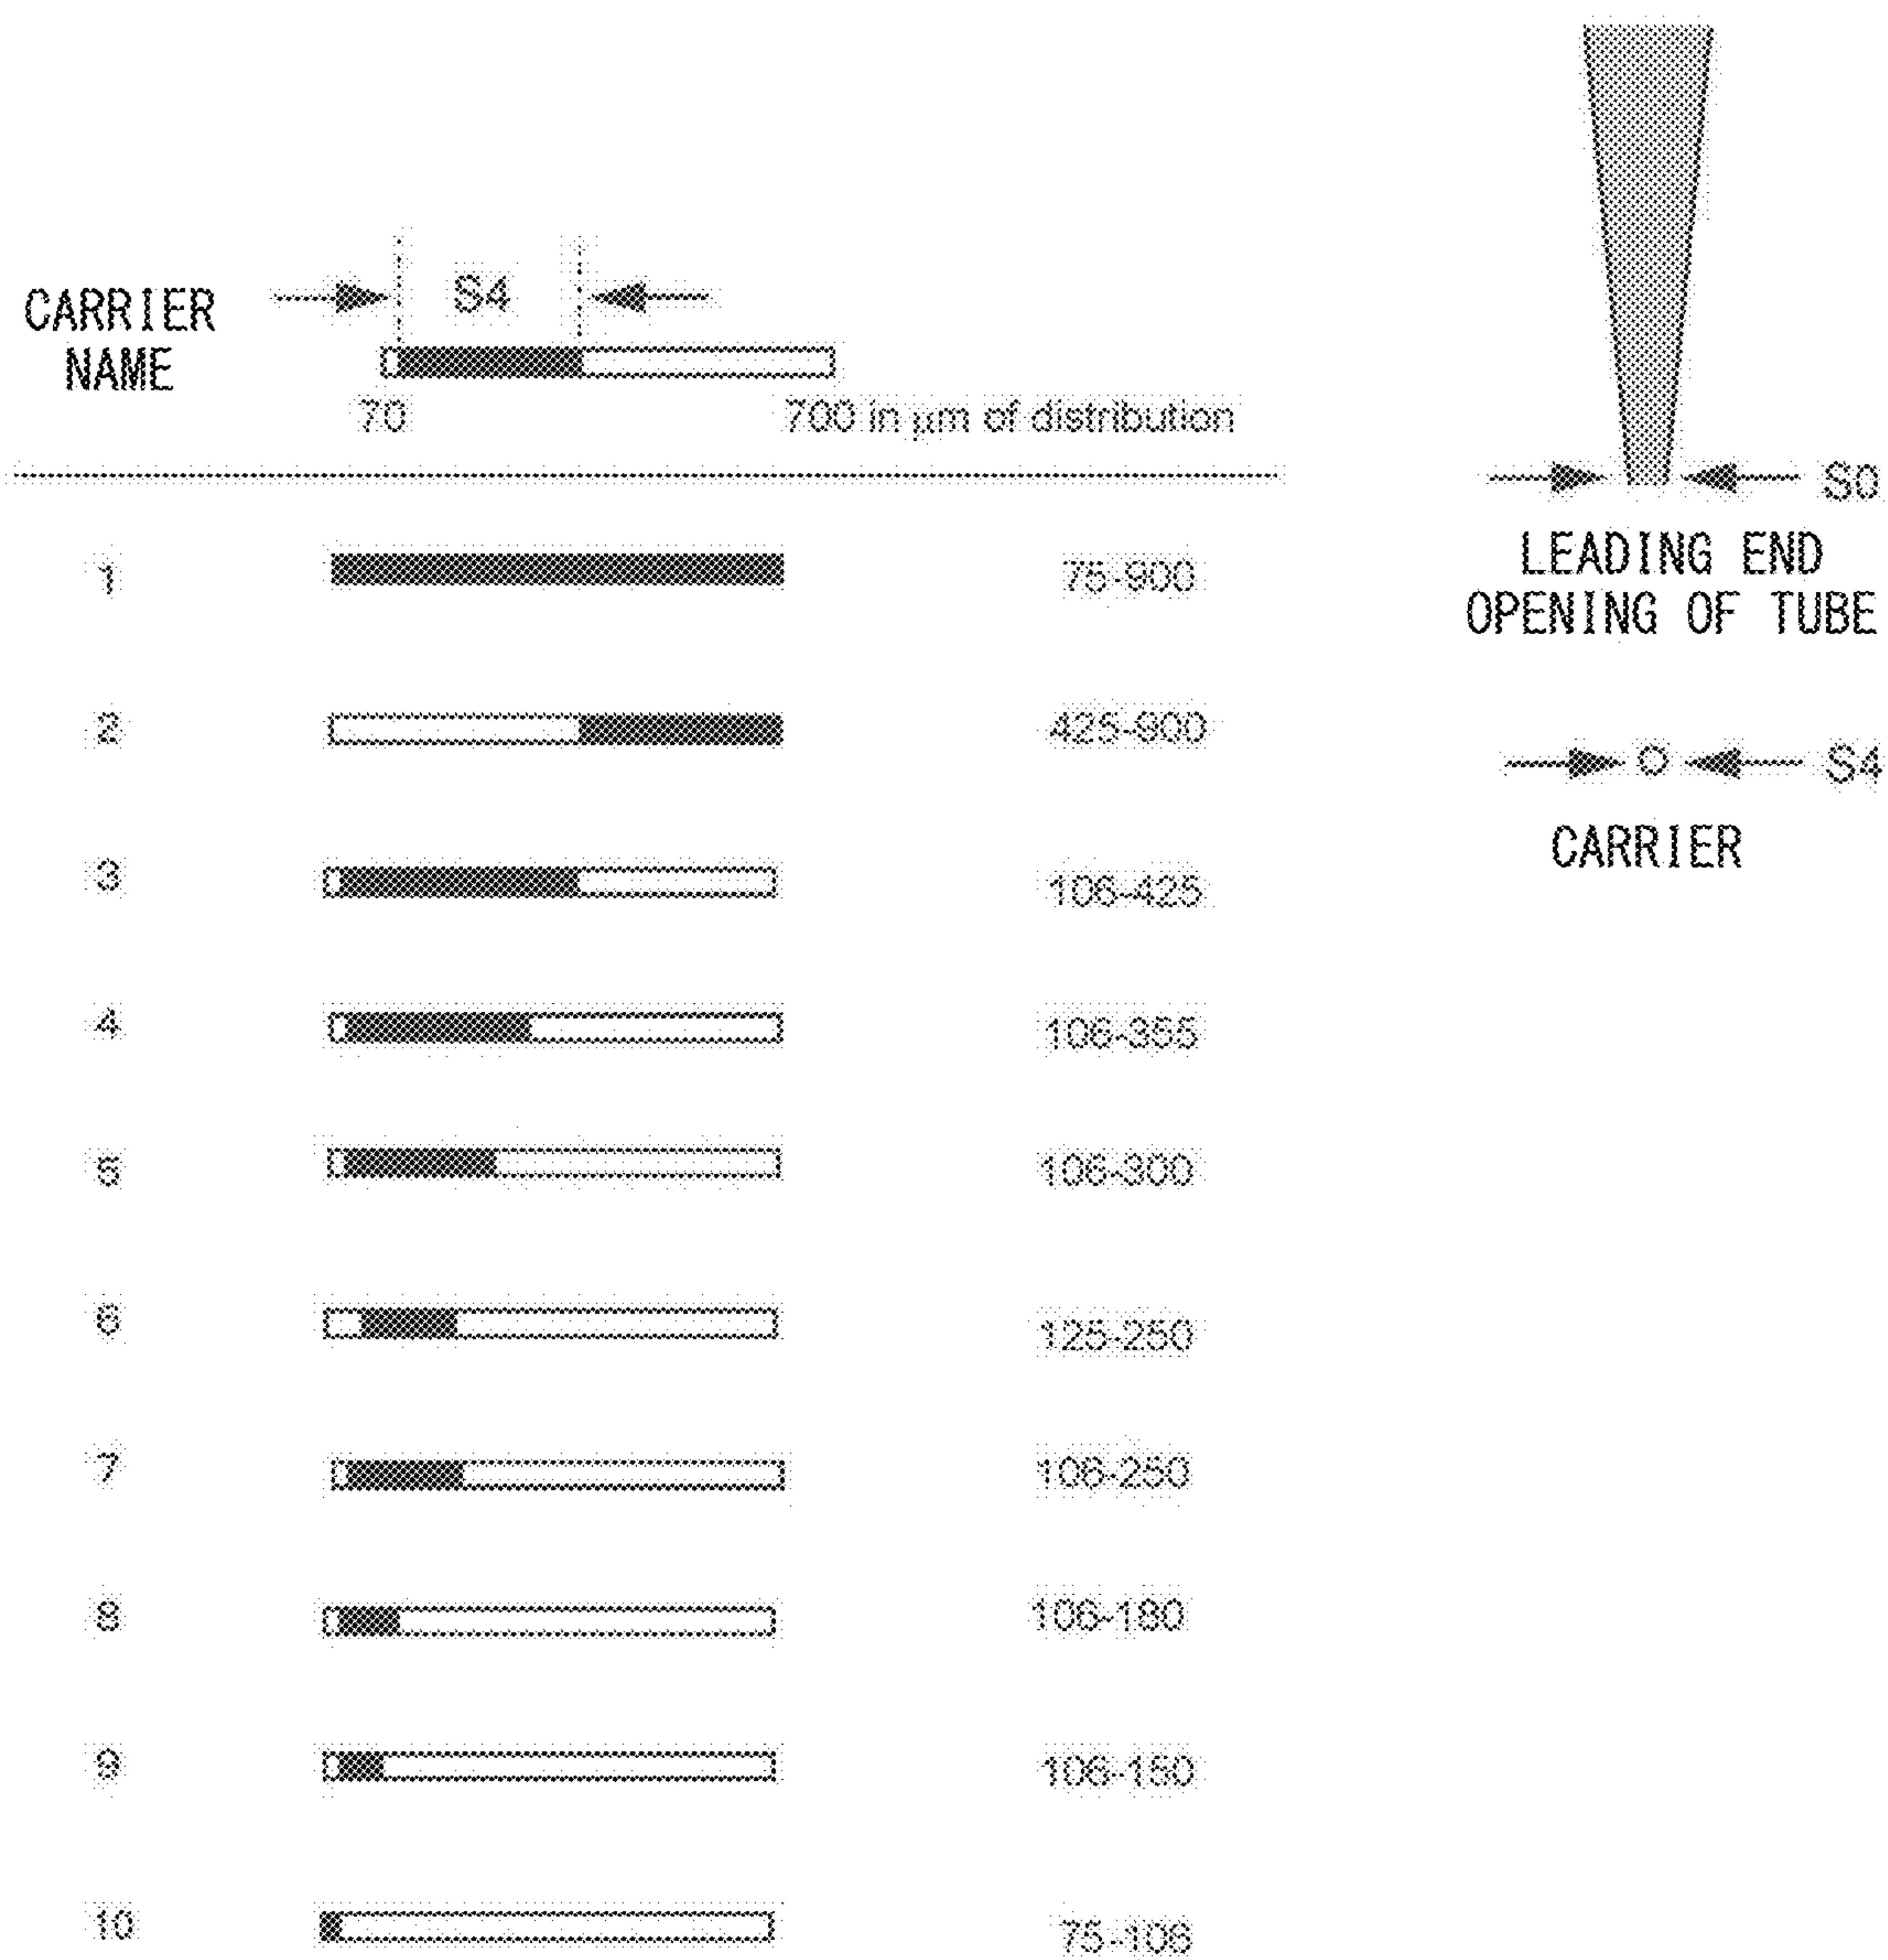 CARRIER
NAME
S4
70
700 in μm of distribution
1
75-900
2
425-900
3
106-425
4
106-355
5
106-300
6
125-250
7
106-250
8
106-180
9
106-150
10
75-106
S0
LEADING END
OPENING OF TUBE
S4
CARRIER